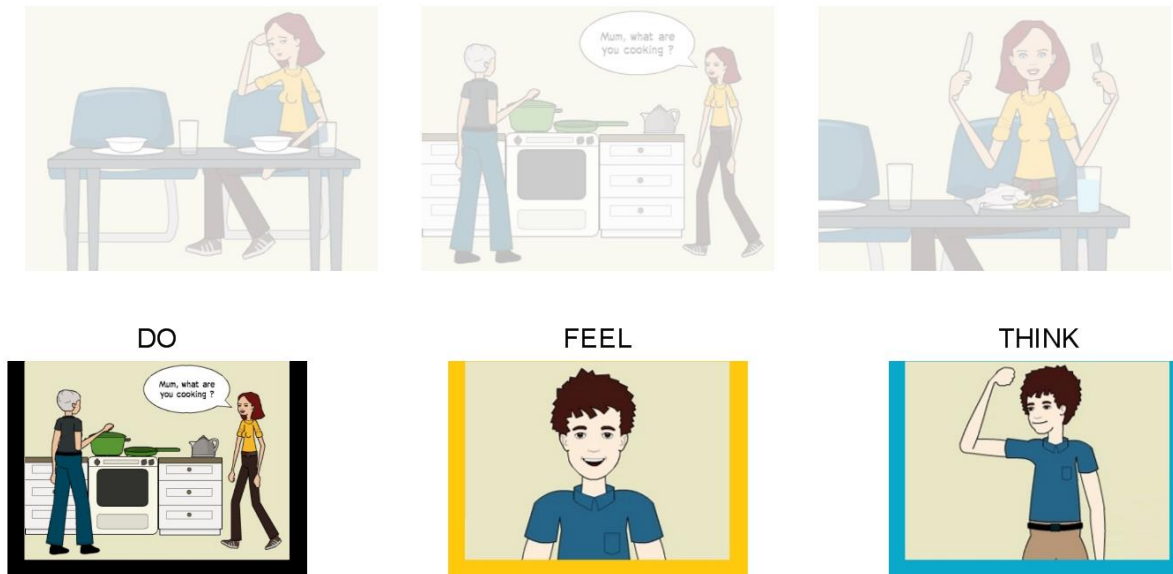 Mum, what are
you cooking ?
DO
FEEL
THINK
Mum, what are
you cooking ?